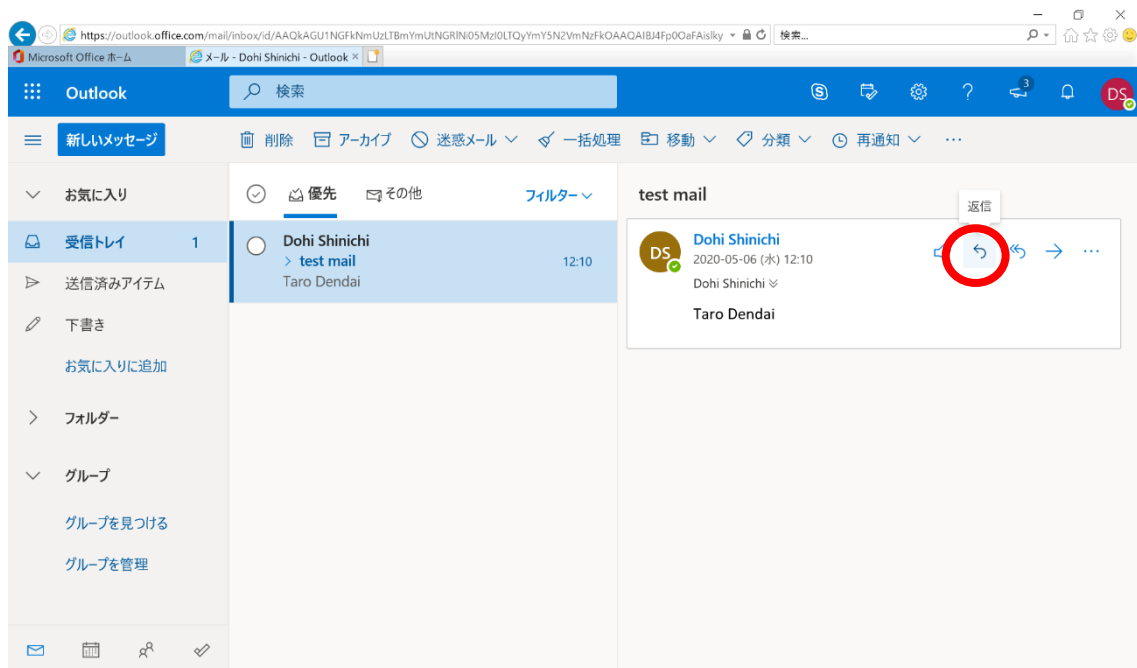 https://outlook.office.com/mail/inbox/id/AAQkAGU1NGFkNmUzLTBmYmUtNGRlNi05MzI0LTQyYmY5N2VmNzFkOAAQAIBJ4Fp0OaFAislky
検索...
Microsoft Office ホーム
メール - Dohi Shinichi - Outlook
Outlook
検索
3
DS
新しいメッセージ
削除
アーカイブ
迷惑メール
一括処理
移動
分類
再通知
お気に入り
受信トレイ 1
送信済みアイテム
下書き
お気に入りに追加
フォルダー
グループ
グループを見つける
グループを管理
優先
その他
フィルター
Dohi Shinichi
> test mail 12:10
Taro Dendai
test mail
返信
DS
Dohi Shinichi
2020-05-06 (水) 12:10
Dohi Shinichi
Taro Dendai